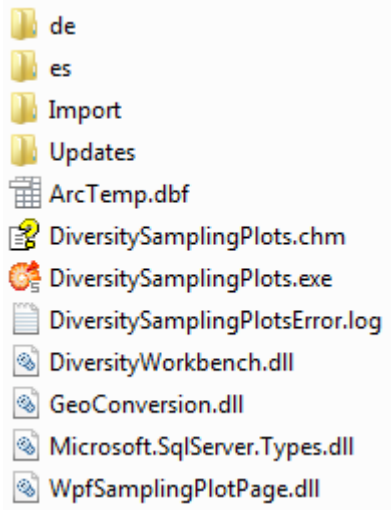 de
es
Import
Updates
ArcTemp.dbf
DiversitySamplingPlots.chm
DiversitySamplingPlots.exe
DiversitySamplingPlotsError.log
DiversityWorkbench.dll
GeoConversion.dll
Microsoft.SqlServer.Types.dll
WpfSamplingPlotPage.dll